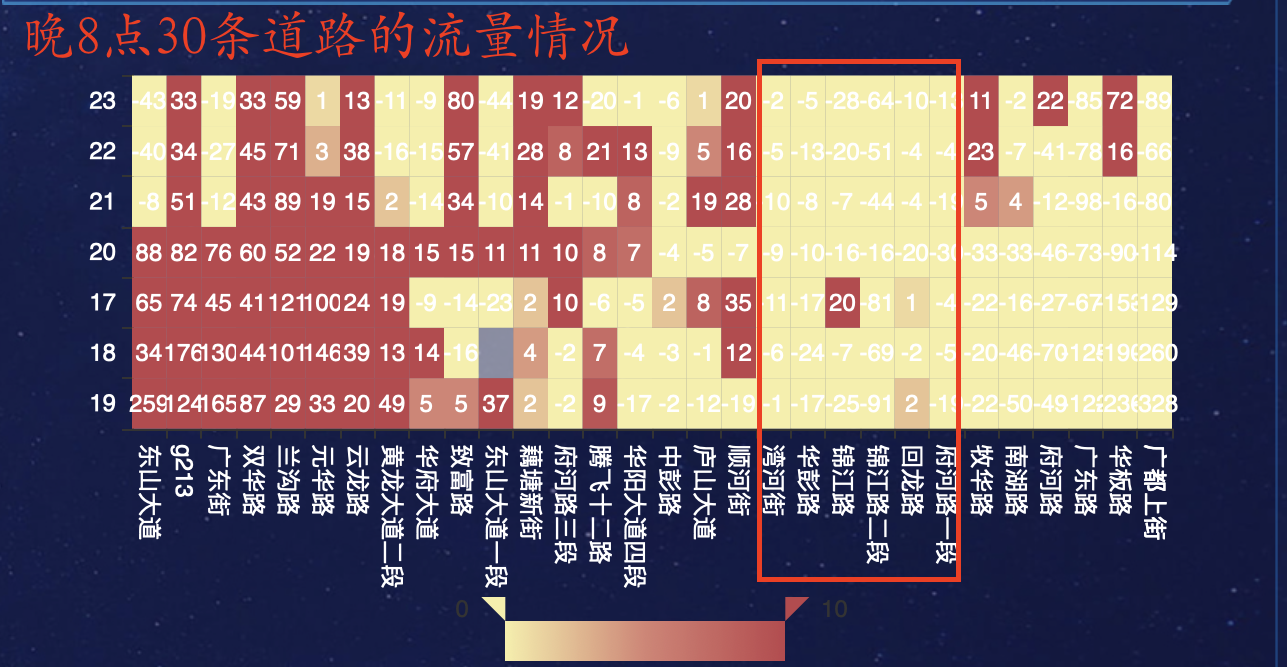 晚8点30条道路的流量情况
23 -43 33 -19 33 59 1 13 -11 -9 80 -44 19 12 -20 -1 -6 1 20 -2 -5 -28 -64 -10 -13 11 -2 22 -85 72 -89
22 -40 34 -27 45 71 3 38 -16 -15 57 -41 28 8 21 13 -9 5 16 -5 -13 -20 -51 -4 -4 23 -7 -41 -78 16 -66
21 -8 51 -12 43 89 19 15 2 -14 34 -10 14 -1 -10 8 -2 19 28 10 -8 -7 -44 -4 -19 5 4 -12 -98 -16 -80
20 88 82 76 60 52 22 19 18 15 15 11 11 10 8 7 -4 -5 -7 -9 -10 -16 -16 -20 -30 -33 -33 -46 -73 -90 -114
17 65 74 45 41 121 100 24 19 -9 -14 -23 2 10 -6 -5 2 8 35 11 -17 20 -81 1 -4 -22 -16 -27 -67 129
18 34 176 130 44 101 146 39 13 14 -16 4 -2 7 -4 -3 -1 12 -6 -24 -7 -69 -2 -5 -20 -46 -70 260
19 259 124 165 87 29 33 20 49 5 5 37 2 -2 9 -17 -2 -12 -19 -1 -17 -25 -91 2 -19 -22 -50 -49 328
东山大道
g213
广东街
双华路
兰沟路
元华路
云龙路
黄龙大道二段
华府大道
致富路
东山大道一段
藕塘新街
府河路三段
腾飞十二路
华阳大道四段
中彭路
庐山大道
顺河街
湾河街
华彭路
锦江路
锦江路二段
回龙路
府河路一段
牧华路
南湖路
府河路
广东路
华板路
广都上街
0 10